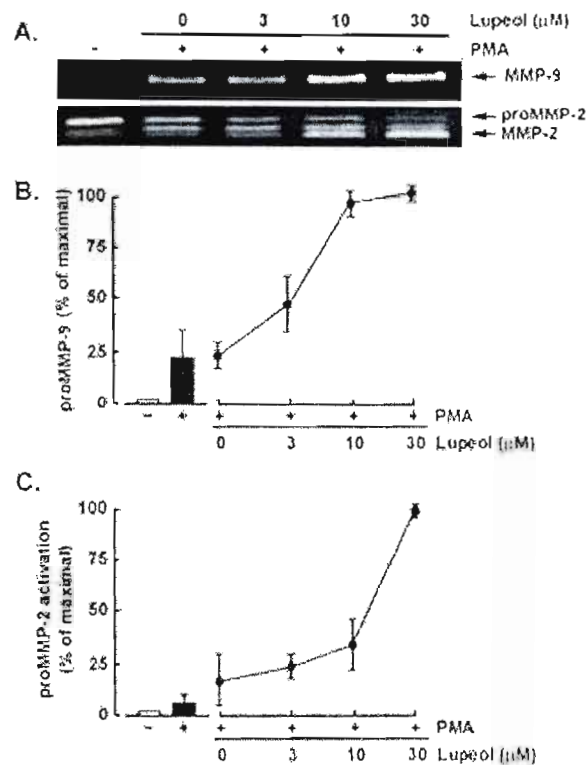 A.
0 3 10 30 Lupeol (µM)
- + + + + PMA
MMP-9
proMMP-2
MMP-2
B.
proMMP-9 (% of maximal)
100
75
50
25
0
- + + + + + PMA
0 3 10 30 Lupeol (µM)
C.
proMMP-2 activation
(% of maximal)
100
75
50
25
0
- + + + + + PMA
0 3 10 30 Lupeol (µM)